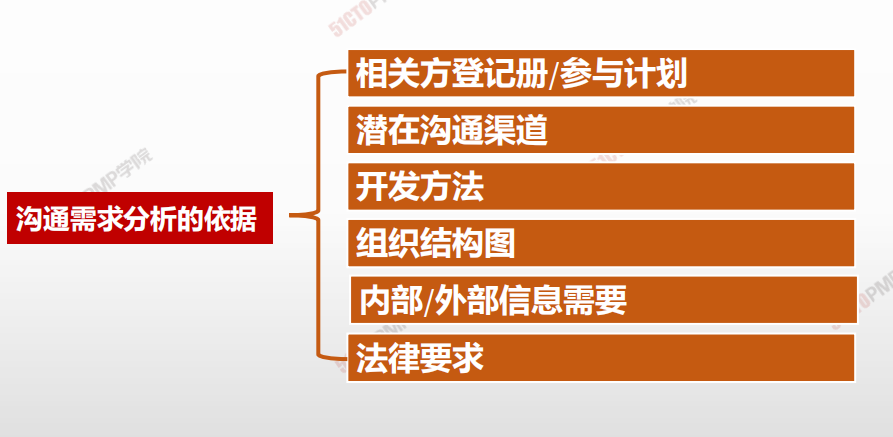 51CTOP
相关方登记册/参与计划
潜在沟通渠道
PMP学院
开发方法
沟通需求分析的依据
组织结构图
内部/外部信息需要
法律要求